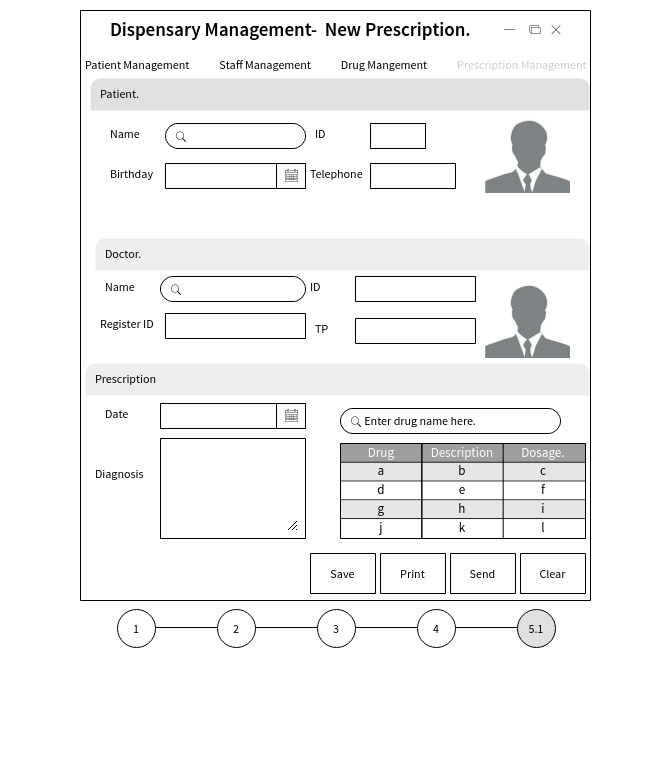 Dispensary Management- New Prescription.
Patient Management Staff Management Drug Mangement Prescription Management
Patient.
Name ID
Birthday Telephone
Doctor.
Name ID
Register ID TP
Prescription
Date
Enter drug name here.
Diagnosis
Drug Description Dosage.
a b c
d e f
g h i
j k l
Save Print Send Clear
1 2 3 4 5.1